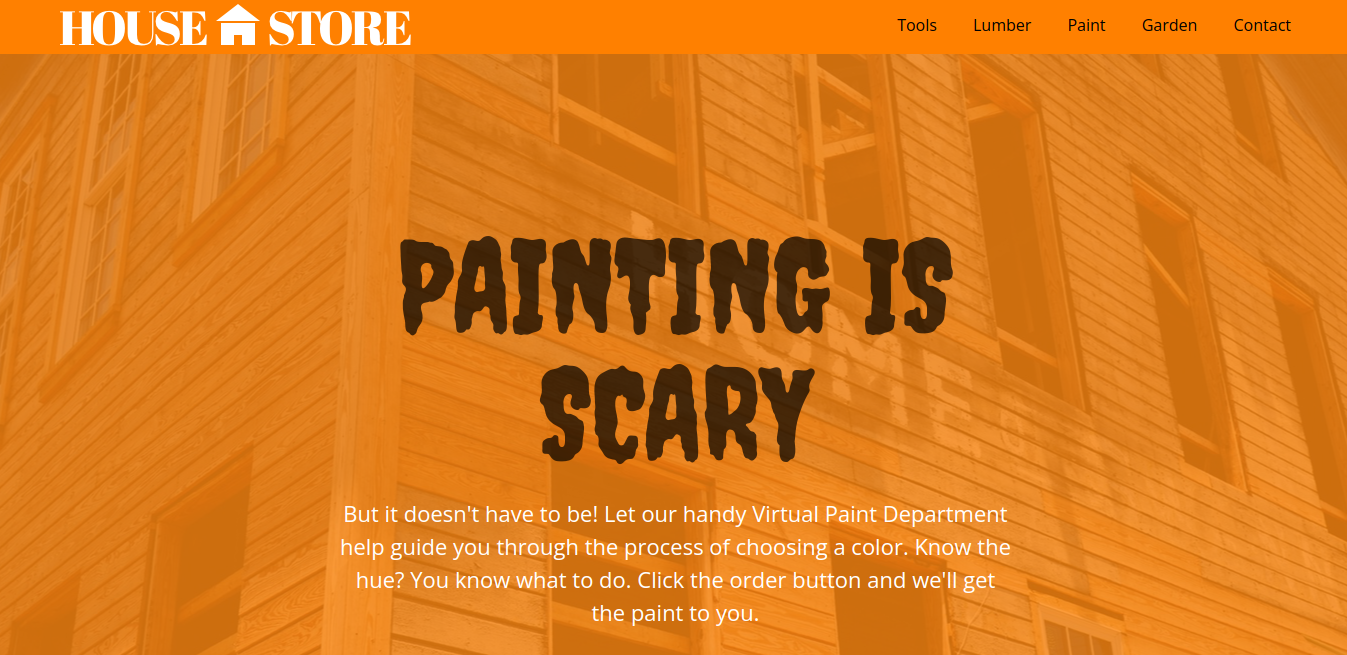 HOUSE STORE
Tools Lumber Paint Garden Contact
PAINTING IS
SCARY
But it doesn't have to be! Let our handy Virtual Paint Department
help guide you through the process of choosing a color. Know the
hue? You know what to do. Click the order button and we'll get
the paint to you.